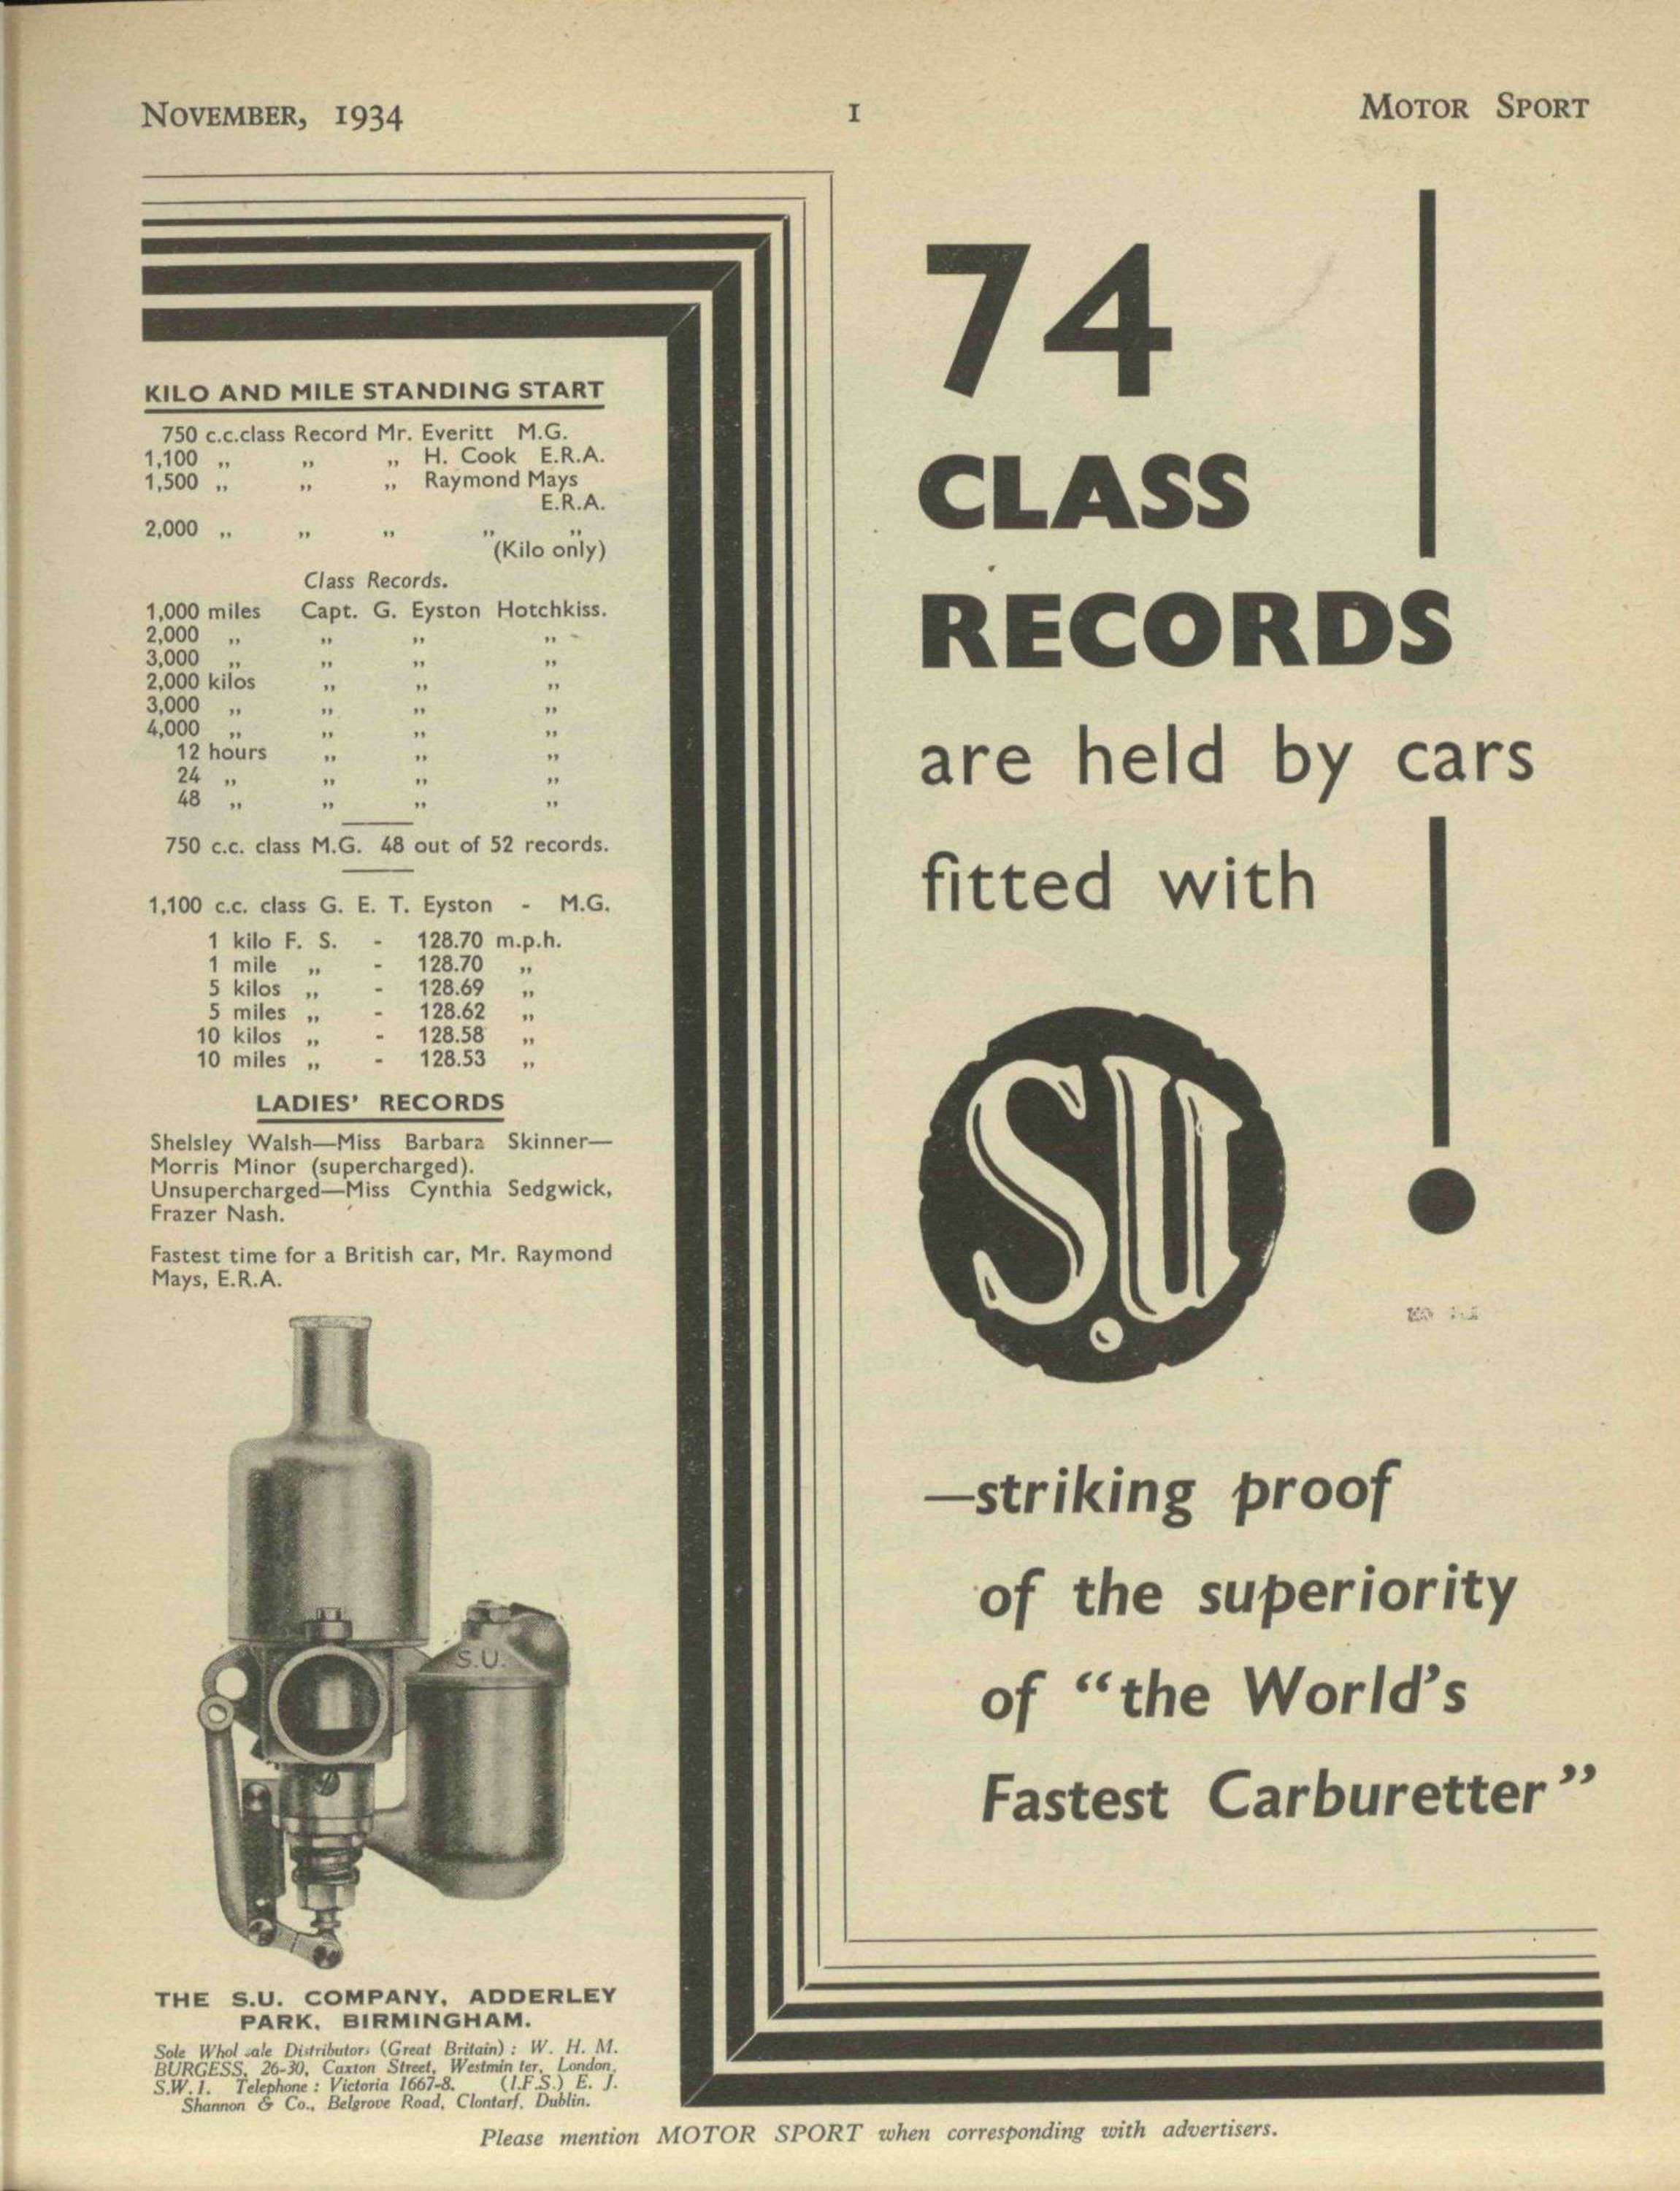 NOVEMBER, 1934
I
MOTOR SPORT
KILO AND MILE STANDING START
750 c.c.class Record Mr. Everitt M.G.
1,100 ,, ,, ,, H. Cook E.R.A.
1,500 ,, ,, ,, Raymond Mays
E.R.A.
2,000 ,, ,, ,, ,, ,,
(Kilo only)
Class Records.
1,000 miles Capt. G. Eyston Hotchkiss.
2,000 ,, ,, ,, ,,
3,000 ,, ,, ,, ,,
2,000 kilos ,, ,, ,,
3,000 ,, ,, ,, ,,
4,000 ,, ,, ,, ,,
12 hours ,, ,, ,,
24 ,, ,, ,, ,,
48 ,, ,, ,, ,,
750 c.c. class M.G. 48 out of 52 records.
1,100 c.c. class G. E. T. Eyston - M.G.
1 kilo F. S. - 128.70 m.p.h.
1 mile ,, - 128.70 ,,
5 kilos ,, - 128.69 ,,
5 miles ,, - 128.62 ,,
10 kilos ,, - 128.58 ,,
10 miles ,, - 128.53 ,,
LADIES' RECORDS
Shelsley Walsh—Miss Barbara Skinner—
Morris Minor (supercharged).
Unsupercharged—Miss Cynthia Sedgwick,
Frazer Nash.
Fastest time for a British car, Mr. Raymond
Mays, E.R.A.
S.U.
THE S.U. COMPANY, ADDERLEY
PARK, BIRMINGHAM.
Sole Whol sale Distributors (Great Britain) : W. H. M.
BURGESS, 26-30, Caxton Street, Westmin ter, London,
S.W.1. Telephone : Victoria 1667-8. (I.F.S.) E. J.
Shannon & Co., Belgrove Road, Clontarf, Dublin.
74
CLASS
RECORDS
are held by cars
fitted with
!
SU
—striking proof
of the superiority
of "the World's
Fastest Carburetter"
Please mention MOTOR SPORT when corresponding with advertisers.